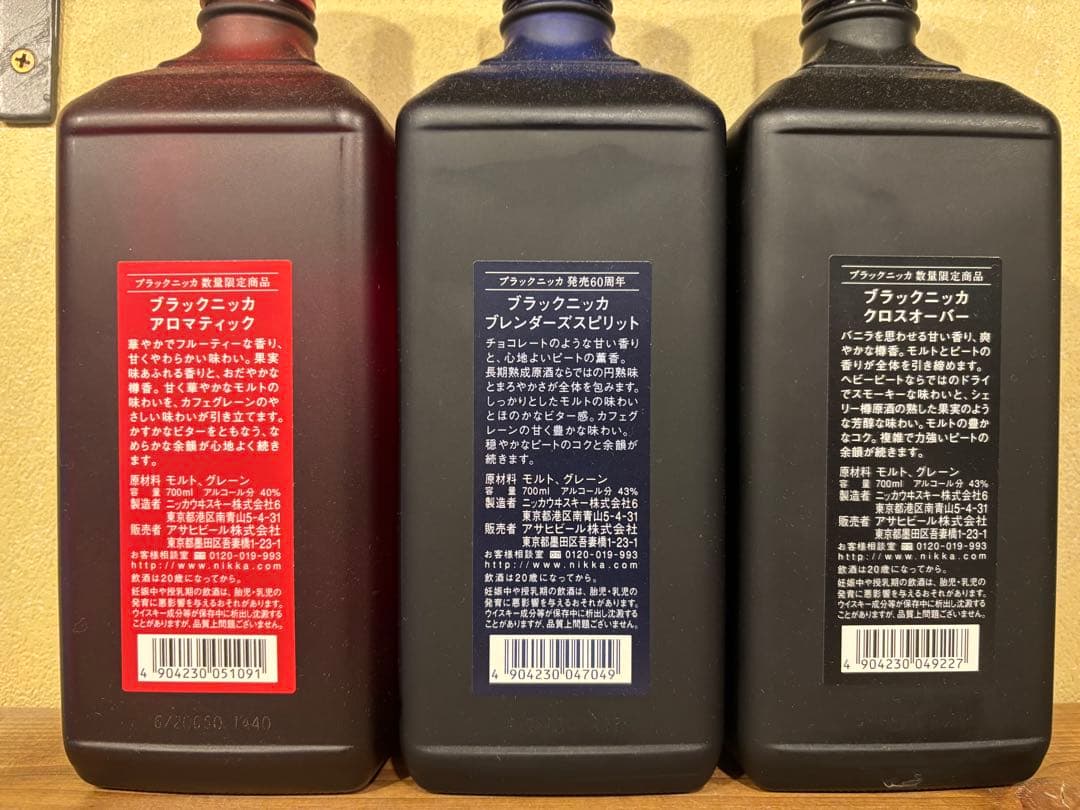 ブラックニッカ 数量限定商品
ブラックニッカ
アロマティック
華やかでフルーティーな香り、
甘くやわらかい味わい。果実
味あふれる香りと、おだやかな
樽香。甘く華やかなモルトの
味わいを、カフェグレーンのや
さしい味わいが引き立てます。
かすかなビターをともなう、な
めらかな余韻が心地よく続き
ます。
原材料 モルト、グレーン
容量 700ml アルコール分 40%
製造者 ニッカウヰスキー株式会社6
東京都港区南青山5-4-31
販売者 アサヒビール株式会社
東京都墨田区吾妻橋1-23-1
お客様相談室 0120-019-993
http://www.nikka.com
飲酒は20歳になってから。
妊娠中や授乳期の飲酒は、胎児・乳児の
発育に悪影響を与えるおそれがあります。
ウイスキー成分等が保存中に析出し沈澱する
ことがありますが、品質上問題ございません。
4 904230 051091
ブラックニッカ 発売60周年
ブラックニッカ
ブレンダーズスピリット
チョコレートのような甘い香り
と、心地よいピートの薫香。
長期熟成原酒ならではの円熟味
とまろやかさが全体を包みます。
しっかりとしたモルトの味わい
とほのかなビター感。カフェグ
レーンの甘く豊かな味わい。
穏やかなピートのコクと余韻が
続きます。
原材料 モルト、グレーン
容量 700ml アルコール分 43%
製造者 ニッカウヰスキー株式会社6
東京都港区南青山5-4-31
販売者 アサヒビール株式会社
東京都墨田区吾妻橋1-23-1
お客様相談室 0120-019-993
http://www.nikka.com
飲酒は20歳になってから。
妊娠中や授乳期の飲酒は、胎児・乳児の
発育に悪影響を与えるおそれがあります。
ウイスキー成分等が保存中に析出し沈澱する
ことがありますが、品質上問題ございません。
4 904230 047049
ブラックニッカ 数量限定商品
ブラックニッカ
クロスオーバー
バニラを思わせる甘い香り、爽
やかな樽香。モルトとピートの
香りが全体を引き締めます。
ヘビーピートならではのドライ
でスモーキーな味わいと、シェ
リー樽原酒の熟した果実のよう
な芳醇な味わい。モルトの豊か
なコク。複雑で力強いピートの
余韻が続きます。
原材料 モルト、グレーン
容量 700ml アルコール分 43%
製造者 ニッカウヰスキー株式会社6
東京都港区南青山5-4-31
販売者 アサヒビール株式会社
東京都墨田区吾妻橋1-23-1
お客様相談室 0120-019-993
http://www.nikka.com
飲酒は20歳になってから。
妊娠中や授乳期の飲酒は、胎児・乳児の
発育に悪影響を与えるおそれがあります。
ウイスキー成分等が保存中に析出し沈澱する
ことがありますが、品質上問題ございません。
4 904230 049227